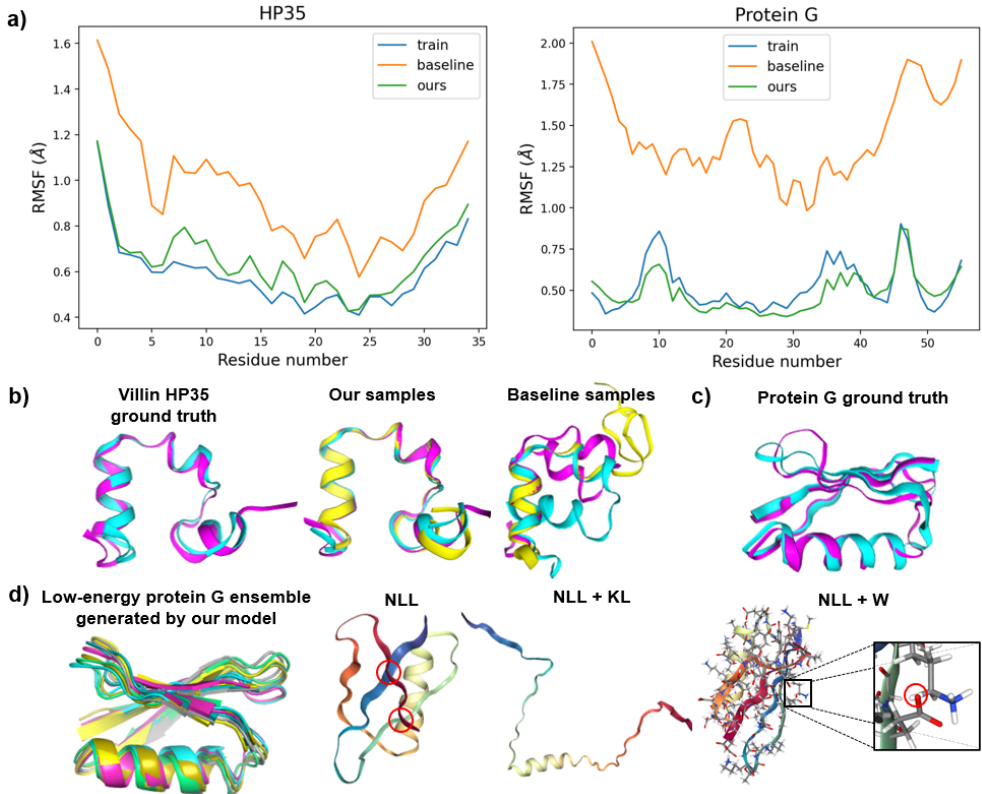 a)
HP35
RMSF (Å)
1.6
1.4
1.2
1.0
0.8
0.6
0.4
train
baseline
ours
0 5 10 15 20 25 30 35
Residue number
Protein G
RMSF (Å)
2.00
1.75
1.50
1.25
1.00
0.75
0.50
train
baseline
ours
0 10 20 30 40 50
Residue number
b)
Villin HP35
ground truth
Our samples
Baseline samples
c)
Protein G ground truth
d)
Low-energy protein G ensemble
generated by our model
NLL
NLL + KL
NLL + W